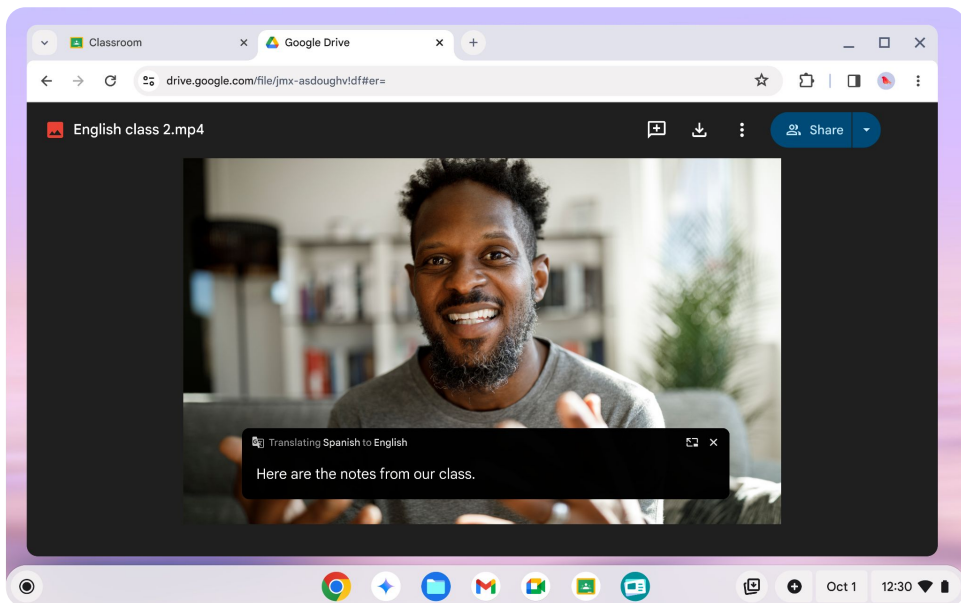 Classroom
Google Drive
drive.google.com/file/jmx-asdoughv!df#er=
English class 2.mp4
Share
Translating Spanish to English
Here are the notes from our class.
Oct 1
12:30